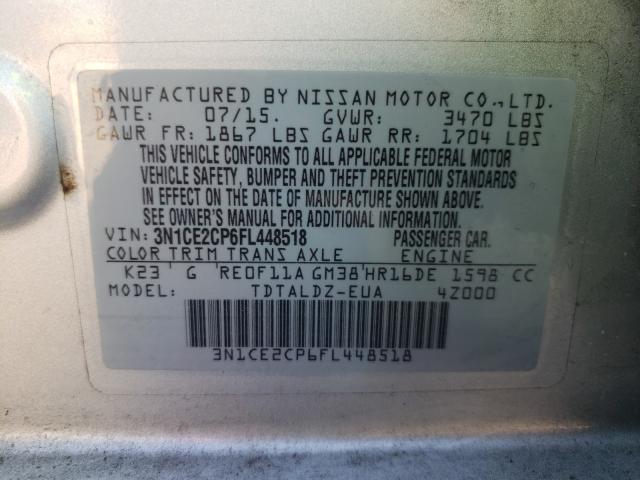 MANUFACTURED BY NISSAN MOTOR CO., LTD.
DATE: 07/15. GVWR: 3470 LBS
GAWR FR: 1867 LBS GAWR RR: 1704 LBS
THIS VEHICLE CONFORMS TO ALL APPLICABLE FEDERAL MOTOR
VEHICLE SAFETY, BUMPER AND THEFT PREVENTION STANDARDS
IN EFFECT ON THE DATE OF MANUFACTURE SHOWN ABOVE.
SEE OWNER'S MANUAL FOR ADDITIONAL INFORMATION.
VIN: 3N1CE2CP6FL448518 PASSENGER CAR.
COLOR TRIM TRANS AXLE ENGINE
K23 G RE0F11A GM38 HR16DE 1598 CC
MODEL: TDTALDZ-EUA 4Z000
3N1CE2CP6FL448518